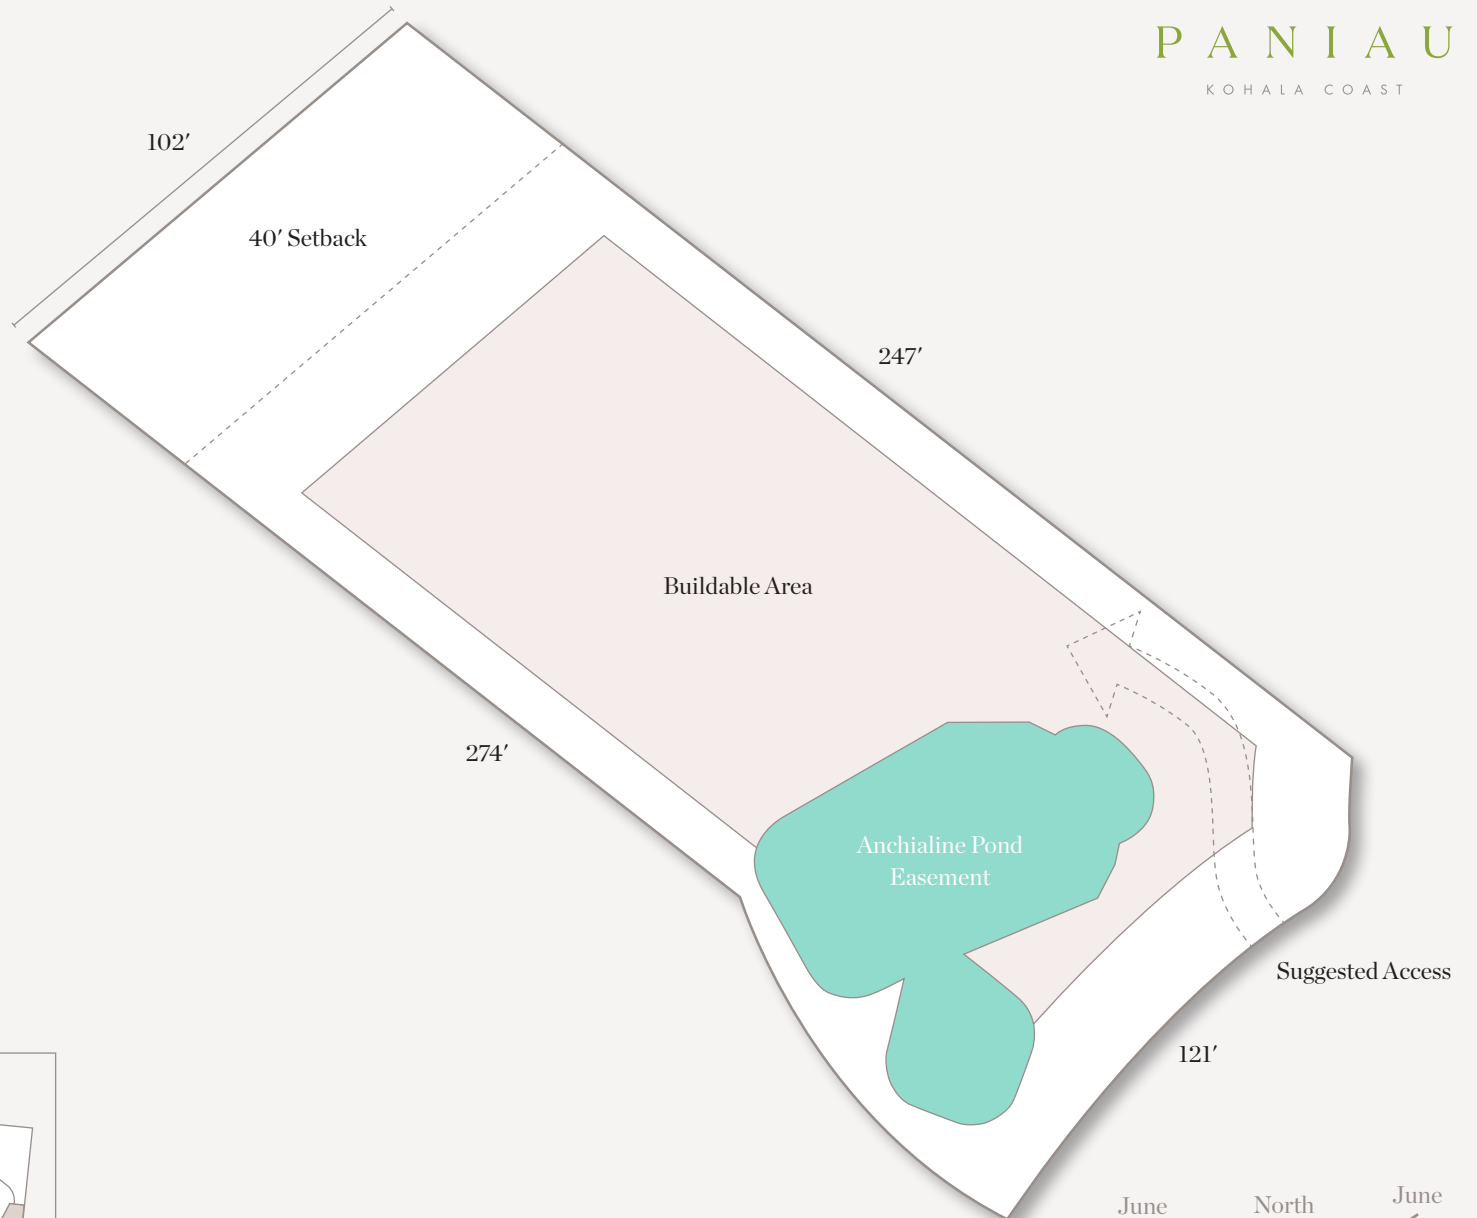 PANIAU
KOHALA COAST
102′
40′ Setback
247′
Buildable Area
274′
Anchialine Pond
Easement
Suggested Access
121′
June
North
June